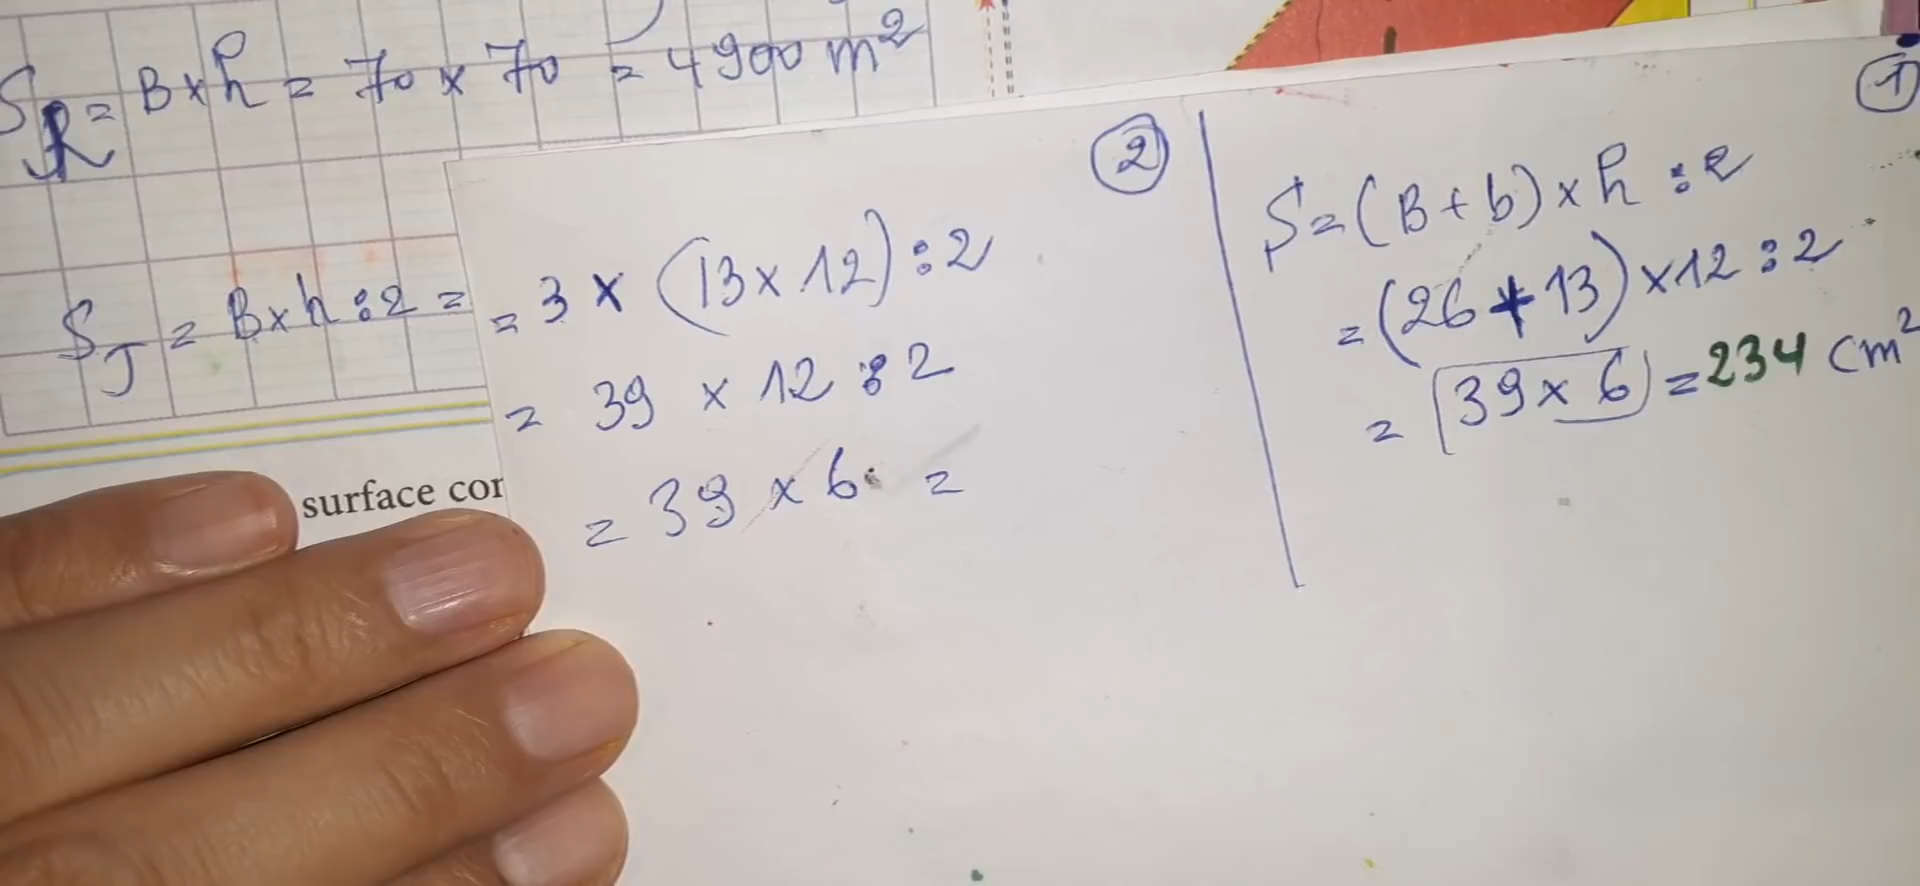 S_R = B x h = 70 x 70 = 4900 m²
S_J = B x h : 2 =
surface cor
②
= 3 x (13 x 12) : 2
= 39 x 12 : 2
= 39 x 6 =
①
S = (B + b) x h : 2
= (26 + 13) x 12 : 2
= (39 x 6) = 234 cm²